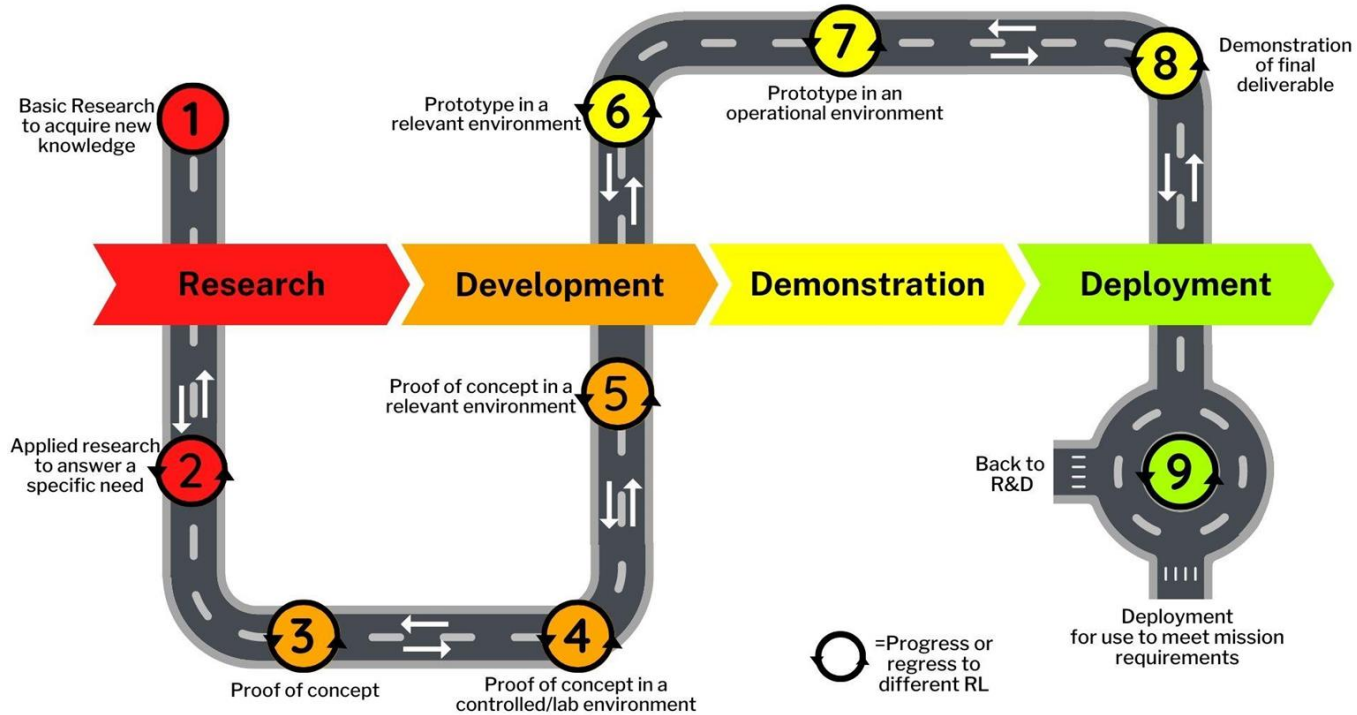 1
Basic Research
to acquire new
knowledge
Prototype in a
relevant environment
6
7
Prototype in an
operational environment
8
Demonstration
of final
deliverable
Research
Development
Demonstration
Deployment
Applied research
to answer a
specific need
2
Proof of concept in a
relevant environment
5
Back to
R&D
9
3
Proof of concept
4
Proof of concept in a
controlled/lab environment
=Progress or
regress to
different RL
Deployment
for use to meet mission
requirements